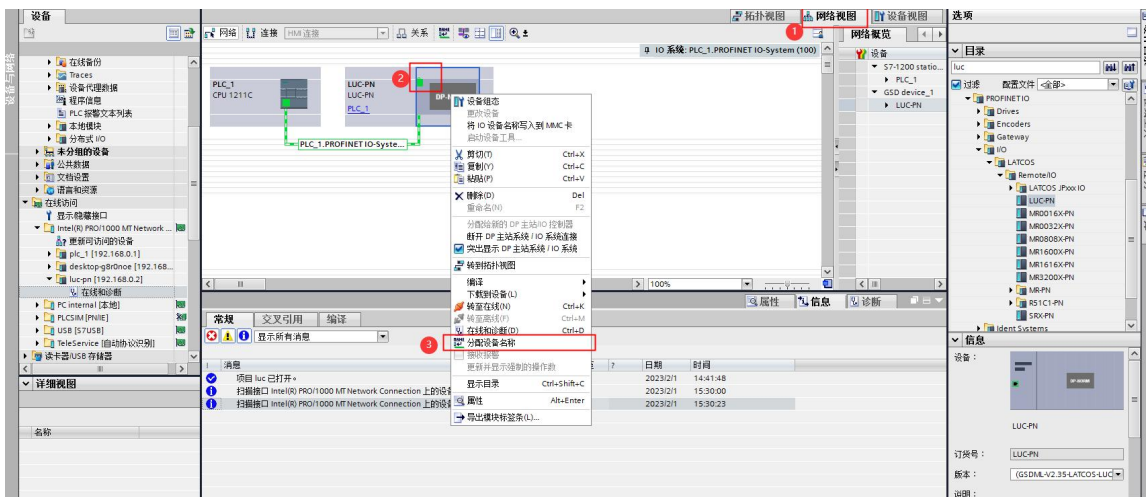 设备
在线备份
Traces
设备代理数据
程序信息
PLC 报警文本列表
本地模块
分布式 I/O
未分组的设备
公共数据
文档设置
语言和资源
在线访问
显示/隐藏接口
Intel(R) PRO/1000 MT Network ...
更新可访问的设备
plc_1 [192.168.0.1]
desktop-g8r0noe [192.168...
luc-pn [192.168.0.2]
在线和诊断
PC internal [本地]
PLCSIM [PN/IE]
USB [S7USB]
TeleService [自动协议识别]
读卡器/USB 存储器
详细视图
名称
拓扑视图
网络视图
设备视图
1
网络
连接
HMI 连接
关系
IO 系统: PLC_1.PROFINET IO-System (100)
PLC_1
CPU 1211C
LUC-PN
LUC-PN
PLC_1
2
PLC_1.PROFINET IO-Syste...
设备组态
更改设备
将 IO 设备名称写入到 MMC 卡
启动设备工具...
剪切(T) Ctrl+X
复制(Y) Ctrl+C
粘贴(P) Ctrl+V
删除(D) Del
重命名(N) F2
分配给新的 DP 主站/IO 控制器
断开 DP 主站系统 / IO 系统连接
突出显示 DP 主站系统 / IO 系统
转到拓扑视图
编译
下载到设备(L)
转至在线(N) Ctrl+K
转至离线(F) Ctrl+M
在线和诊断(D) Ctrl+D
3
分配设备名称
接收报警
更新并显示强制的操作数
显示目录 Ctrl+Shift+C
属性 Alt+Enter
导出模块标签条(L)...
网络概览
设备
S7-1200 statio...
PLC_1
GSD device_1
LUC-PN
100%
属性
信息
诊断
常规
交叉引用
编译
显示所有消息
消息
?
日期
时间
项目 luc 已打开。
2023/2/1
14:41:48
扫描接口 Intel(R) PRO/1000 MT Network Connection 上的设
2023/2/1
15:30:00
扫描接口 Intel(R) PRO/1000 MT Network Connection 上的设
2023/2/1
15:30:23
选项
目录
luc
过滤
配置文件
<全部>
PROFINET IO
Drives
Encoders
Gateway
I/O
LATCOS
Remote/IO
LATCOS JPxxx IO
LUC-PN
MR0016X-PN
MR0032X-PN
MR0808X-PN
MR1600X-PN
MR1616X-PN
MR3200X-PN
MR-PN
RS1C1-PN
SRX-PN
Ident Systems
信息
设备：
LUC-PN
订货号：
LUC-PN
版本：
(GSDML-V2.35-LATCOS-LUC
说明：